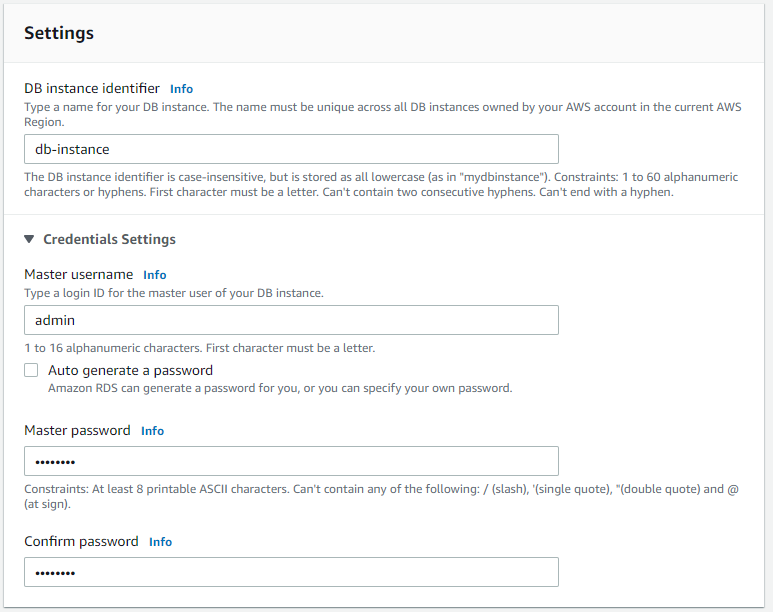 Settings
DB instance identifier Info
Type a name for your DB instance. The name must be unique across all DB instances owned by your AWS account in the current AWS
Region.
db-instance
The DB instance identifier is case-insensitive, but is stored as all lowercase (as in "mydbinstance"). Constraints: 1 to 60 alphanumeric
characters or hyphens. First character must be a letter. Can't contain two consecutive hyphens. Can't end with a hyphen.
Credentials Settings
Master username Info
Type a login ID for the master user of your DB instance.
admin
1 to 16 alphanumeric characters. First character must be a letter.
Auto generate a password
Amazon RDS can generate a password for you, or you can specify your own password.
Master password Info
••••••••
Constraints: At least 8 printable ASCII characters. Can't contain any of the following: / (slash), '(single quote), "(double quote) and @
(at sign).
Confirm password Info
••••••••